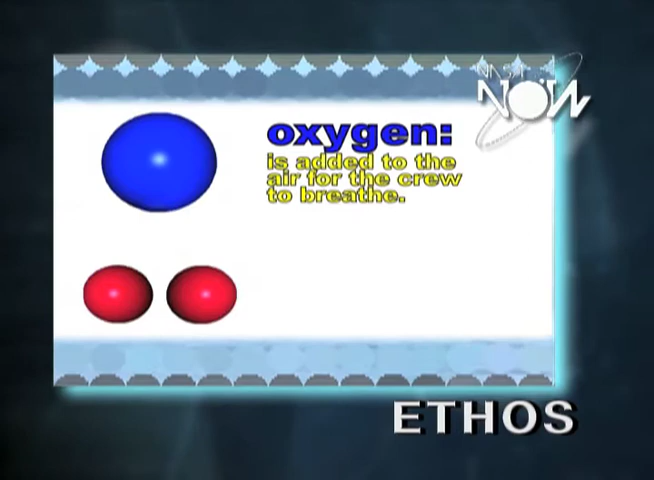 NOW
oxygen:
is added to the
air for the crew
to breathe.
ETHOS